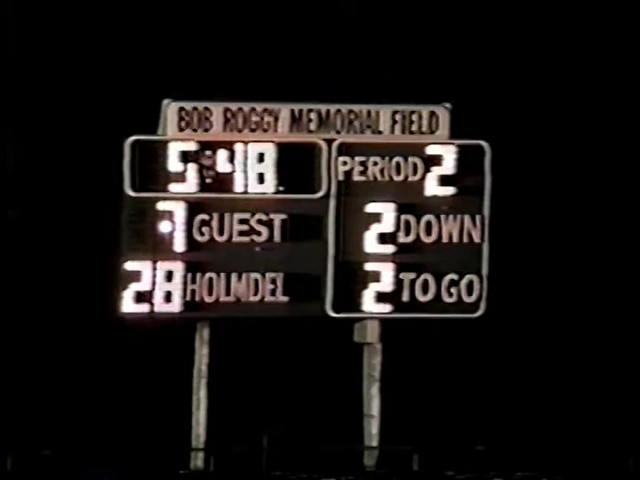 BOB ROGGY MEMORIAL FIELD
5:48 PERIOD 2
7 GUEST 2 DOWN
28 HOLMDEL 2 TO GO